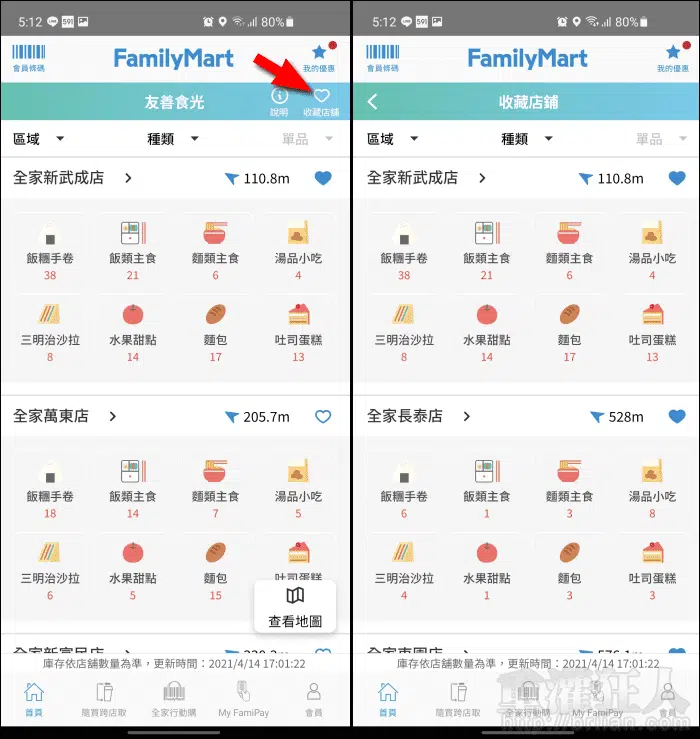 5:12 LINE 591 80%
會員條碼
FamilyMart
我的優惠
友善食光
說明
收藏店舖
區域
種類
單品
全家新武成店
110.8m
飯糰手卷
飯類主食
麵類主食
湯品小吃
38
21
6
4
三明治沙拉
水果甜點
麵包
吐司蛋糕
8
14
17
13
全家萬東店
205.7m
飯糰手卷
飯類主食
麵類主食
湯品小吃
18
14
7
5
三明治沙拉
水果甜點
麵包
吐司蛋糕
6
5
15
查看地圖
全家新富民店
庫存依店舖數量為準，更新時間：2021/4/14 17:01:22
首頁
隨買跨店取
全家行動購
My FamiPay
會員
5:12 LINE 591 80%
會員條碼
FamilyMart
我的優惠
收藏店鋪
區域
種類
單品
全家新武成店
110.8m
飯糰手卷
飯類主食
麵類主食
湯品小吃
38
21
6
4
三明治沙拉
水果甜點
麵包
吐司蛋糕
8
14
17
13
全家長泰店
528m
飯糰手卷
飯類主食
麵類主食
湯品小吃
6
1
3
8
三明治沙拉
水果甜點
麵包
吐司蛋糕
4
1
3
3
全家東園店
576.1m
庫存依店舖數量為準，更新時間：2021/4/14 17:01:22
首頁
隨買跨店取
全家行動購
My FamiPay
會員
重灌狂人
http://briian.com